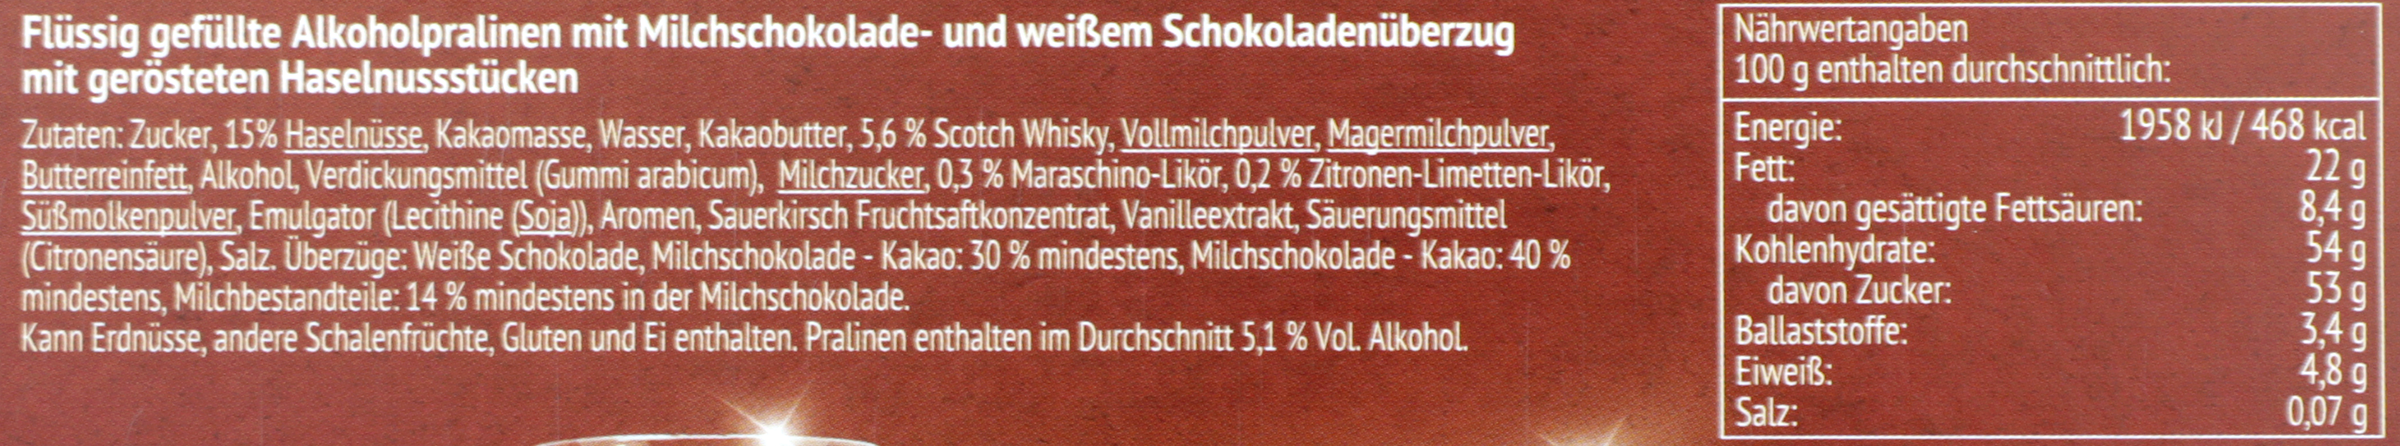 Flüssig gefüllte Alkoholpralinen mit Milchschokolade- und weißem Schokoladenüberzug
mit gerösteten Haselnussstücken
Zutaten: Zucker, 15% Haselnüsse, Kakaomasse, Wasser, Kakaobutter, 5,6 % Scotch Whisky, Vollmilchpulver, Magermilchpulver,
Butterreinfett, Alkohol, Verdickungsmittel (Gummi arabicum), Milchzucker, 0,3 % Maraschino-Likör, 0,2 % Zitronen-Limetten-Likör,
Süßmolkenpulver, Emulgator (Lecithine (Soja)), Aromen, Sauerkirsch Fruchtsaftkonzentrat, Vanilleextrakt, Säuerungsmittel
(Citronensäure), Salz. Überzüge: Weiße Schokolade, Milchschokolade - Kakao: 30 % mindestens, Milchschokolade - Kakao: 40 %
mindestens, Milchbestandteile: 14 % mindestens in der Milchschokolade.
Kann Erdnüsse, andere Schalenfrüchte, Gluten und Ei enthalten. Pralinen enthalten im Durchschnitt 5,1 % Vol. Alkohol.
Nährwertangaben
100 g enthalten durchschnittlich:
Energie: 1958 kJ / 468 kcal
Fett: 22 g
davon gesättigte Fettsäuren: 8,4 g
Kohlenhydrate: 54 g
davon Zucker: 53 g
Ballaststoffe: 3,4 g
Eiweiß: 4,8 g
Salz: 0,07 g